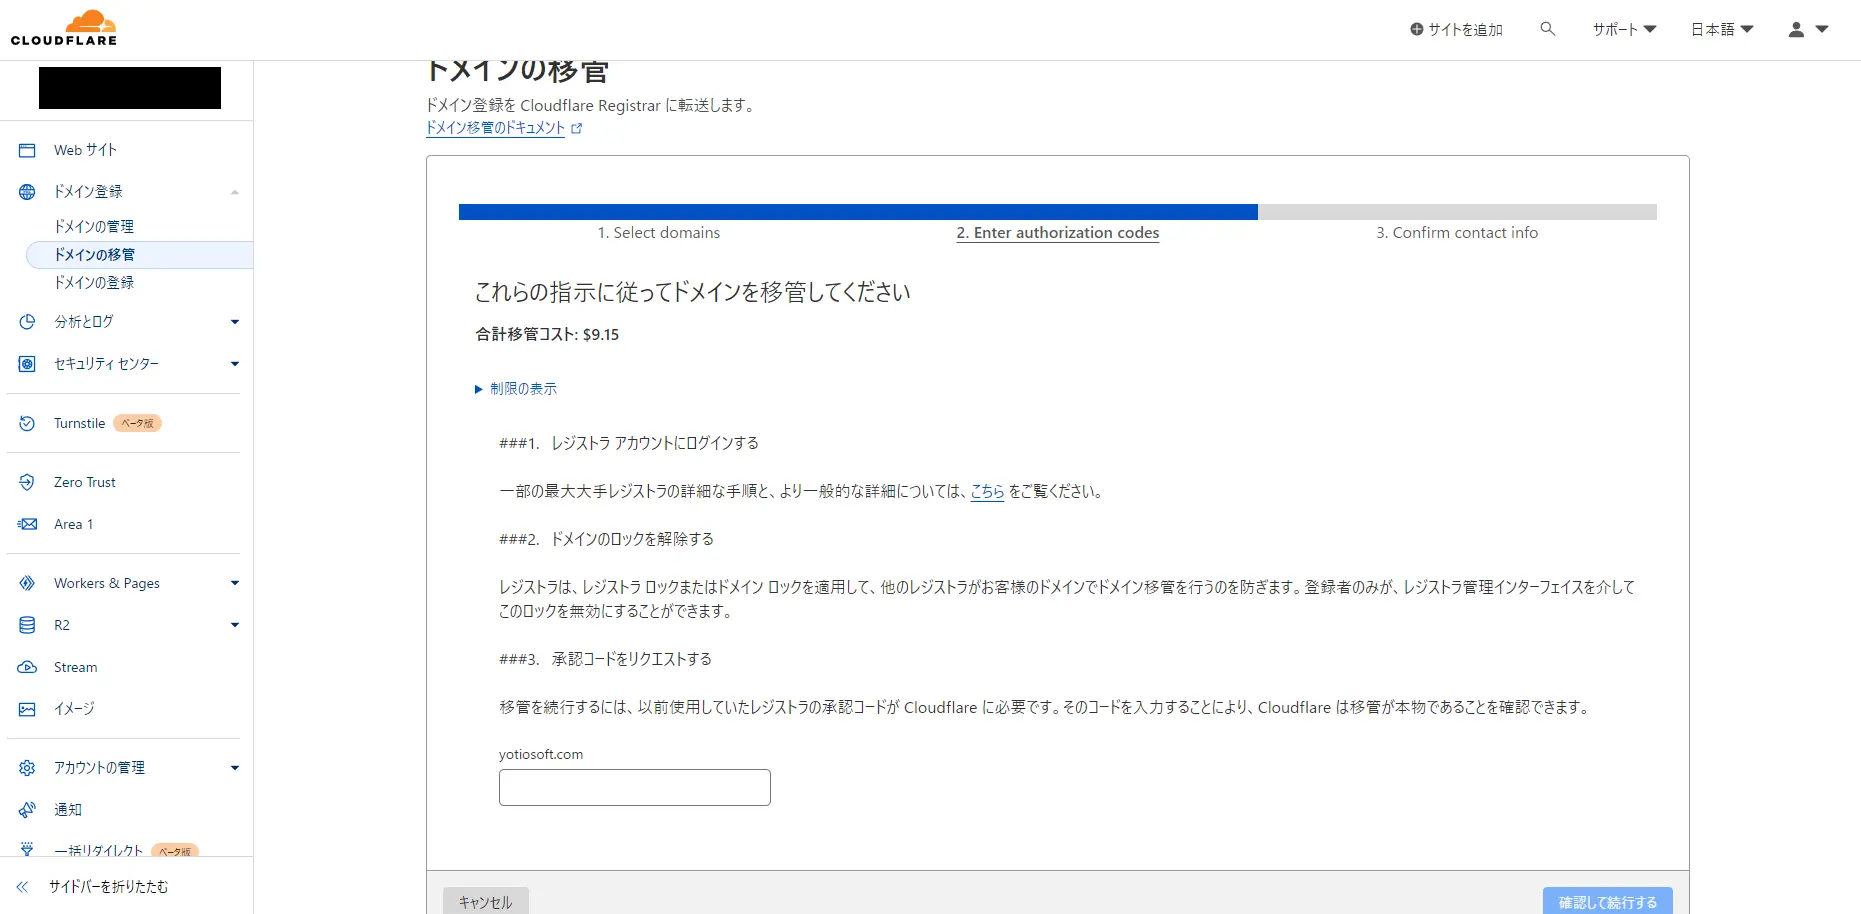 CLOUDFLARE
サイトを追加
サポート
日本語
Web サイト
ドメイン登録
ドメインの管理
ドメインの移管
ドメインの登録
分析とログ
セキュリティ センター
Turnstile ベータ版
Zero Trust
Area 1
Workers & Pages
R2
Stream
イメージ
アカウントの管理
通知
一括リダイレクト ベータ版
サイドバーを折りたたむ
ドメインの移管
ドメイン登録を Cloudflare Registrar に転送します。
ドメイン移管のドキュメント
1. Select domains
2. Enter authorization codes
3. Confirm contact info
これらの指示に従ってドメインを移管してください
合計移管コスト: $9.15
制限の表示
###1. レジストラ アカウントにログインする
一部の最大大手レジストラの詳細な手順と、より一般的な詳細については、こちら をご覧ください。
###2. ドメインのロックを解除する
レジストラは、レジストラ ロックまたはドメイン ロックを適用して、他のレジストラがお客様のドメインでドメイン移管を行うのを防ぎます。登録者のみが、レジストラ管理インターフェイスを介して
このロックを無効にすることができます。
###3. 承認コードをリクエストする
移管を続行するには、以前使用していたレジストラの承認コードが Cloudflare に必要です。そのコードを入力することにより、Cloudflare は移管が本物であることを確認できます。
yotiosoft.com
キャンセル
確認して続行する